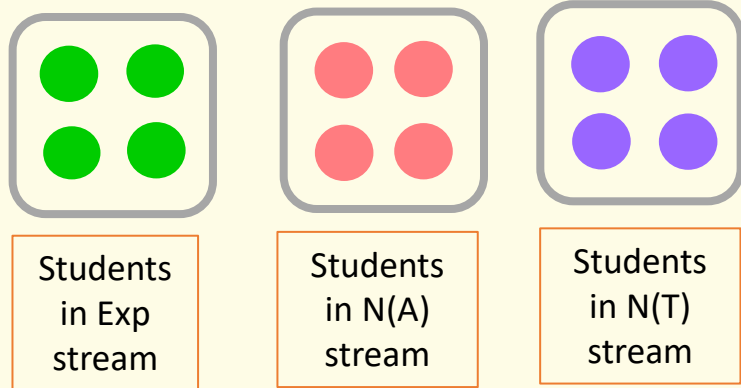 Students
in Exp
stream
Students
in N(A)
stream
Students
in N(T)
stream